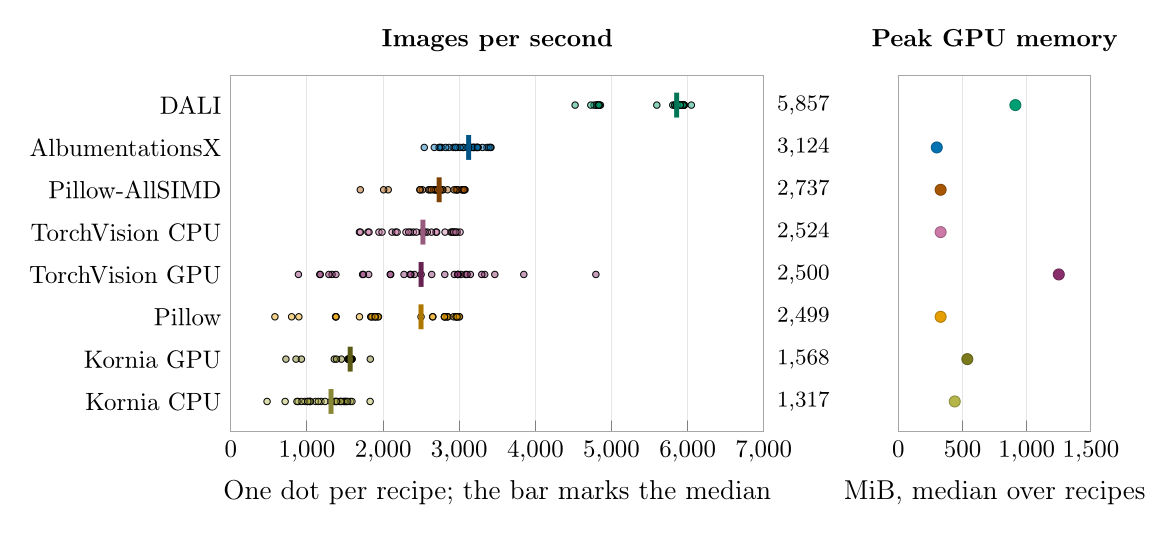 Images per second
Peak GPU memory
DALI 5,857
AlbumentationsX 3,124
Pillow-AllSIMD 2,737
TorchVision CPU 2,524
TorchVision GPU 2,500
Pillow 2,499
Kornia GPU 1,568
Kornia CPU 1,317
0 1,000 2,000 3,000 4,000 5,000 6,000 7,000
0 500 1,000 1,500
One dot per recipe; the bar marks the median
MiB, median over recipes